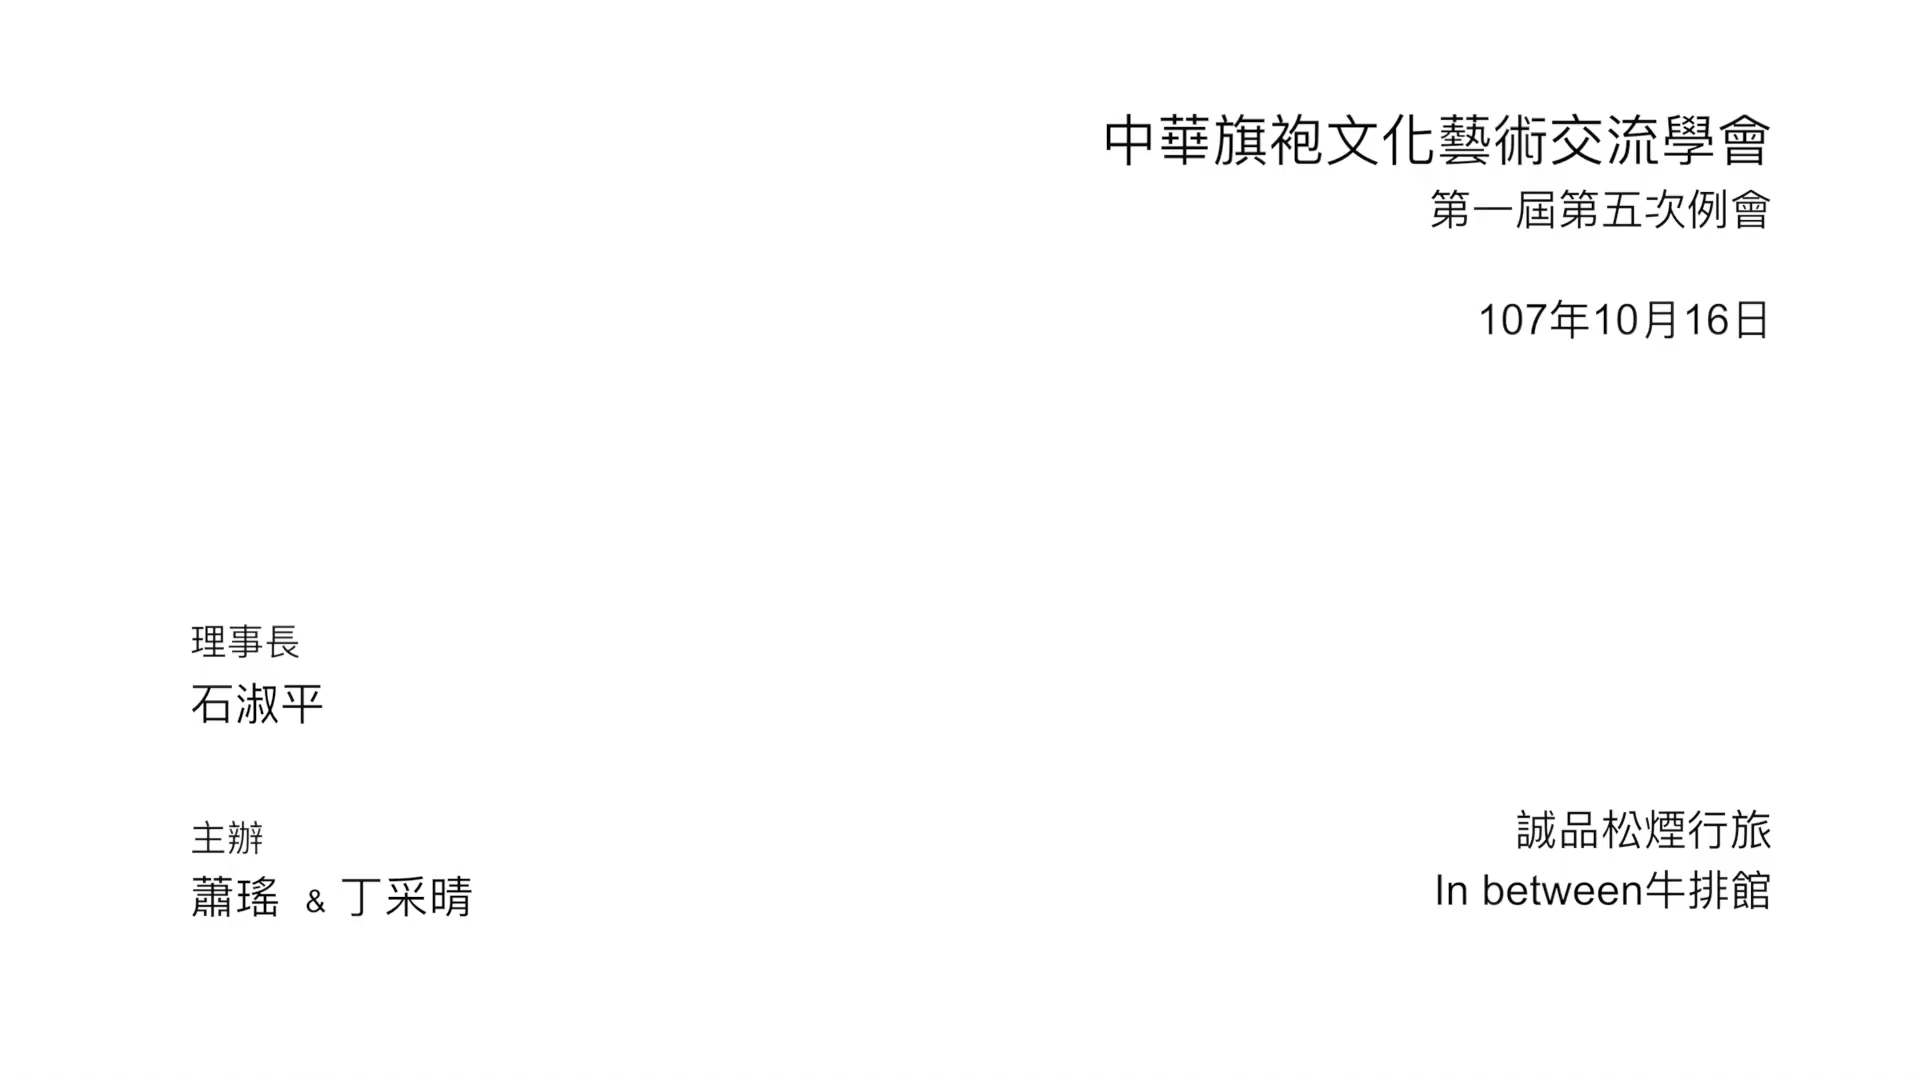 中華旗袍文化藝術交流學會
第一屆第五次例會
107年10月16日
理事長
石淑平
主辦
蕭瑤 & 丁采晴
誠品松煙行旅
In between牛排館